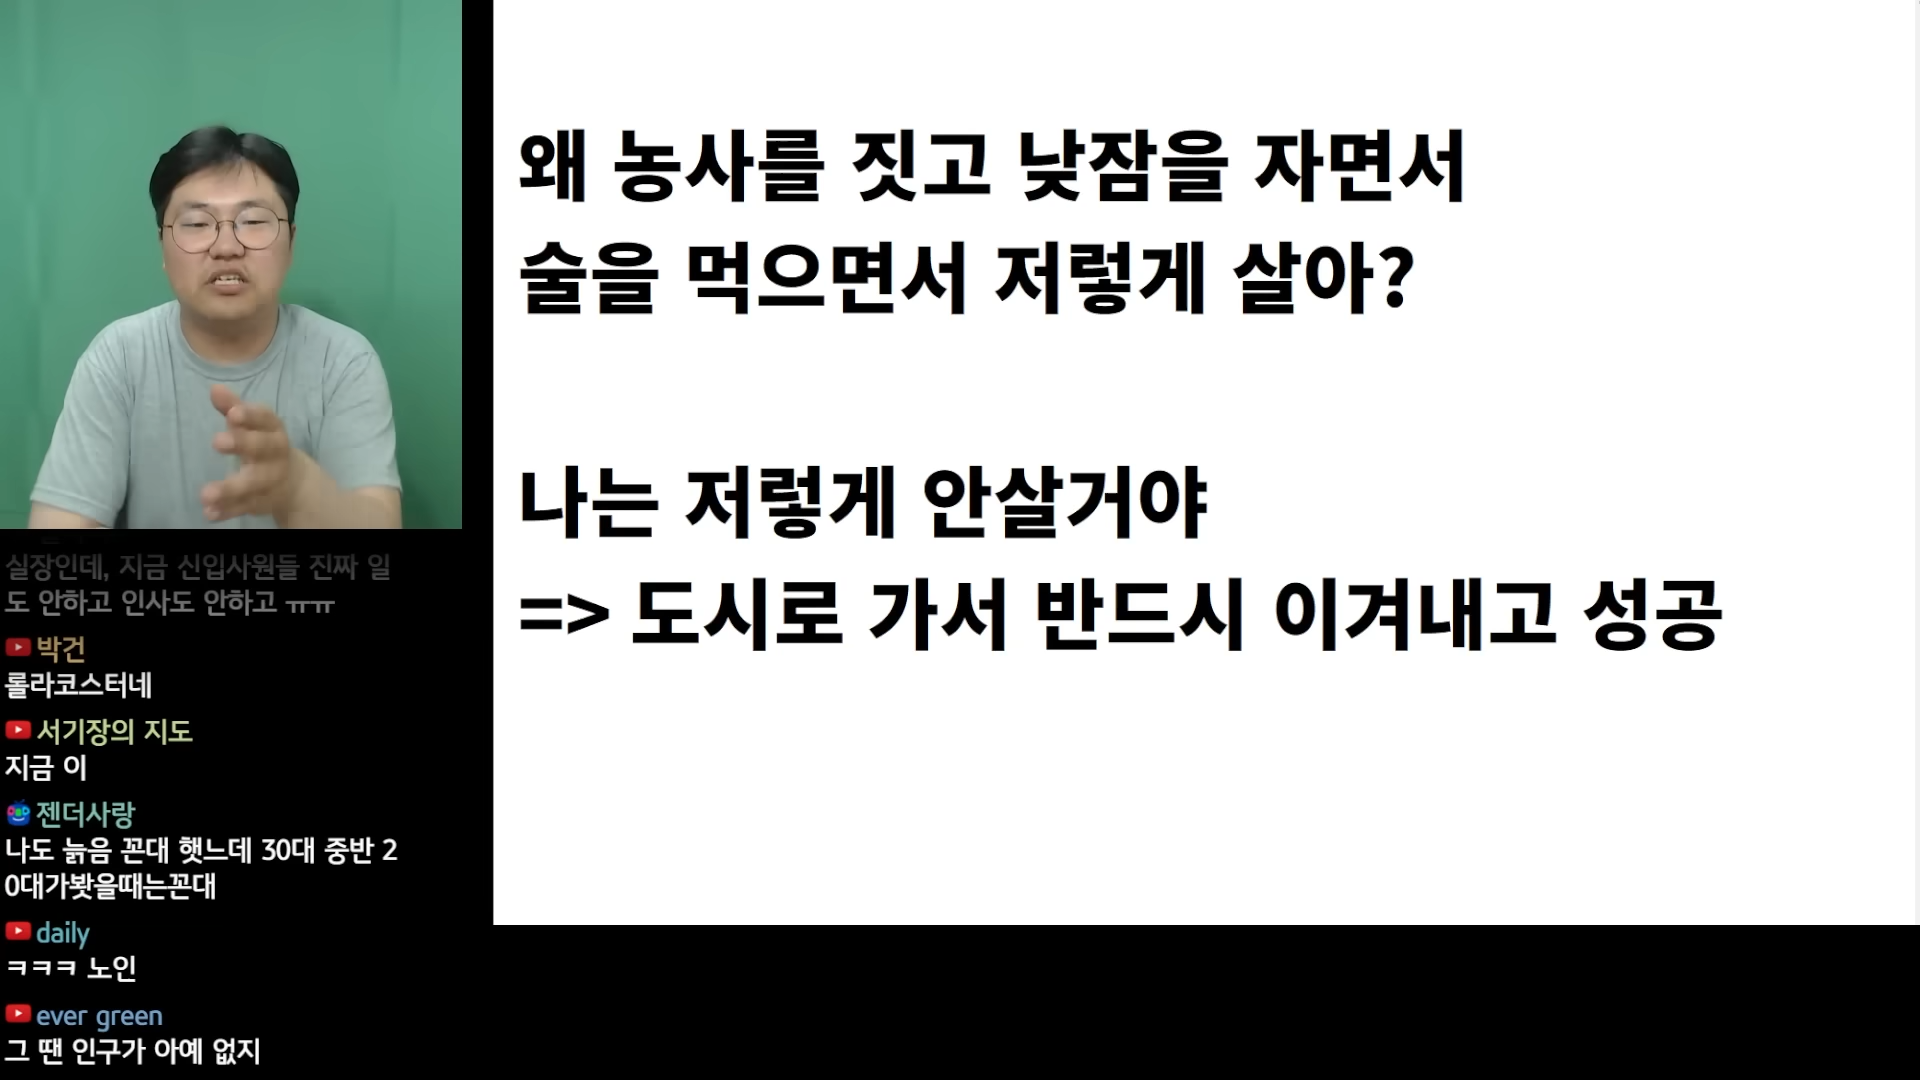 왜 농사를 짓고 낮잠을 자면서
술을 먹으면서 저렇게 살아?
나는 저렇게 안살거야
=> 도시로 가서 반드시 이겨내고 성공
실장인데, 지금 신입사원들 진짜 일
도 안하고 인사도 안하고 ㅠㅠ
박건
롤라코스터네
서기장의 지도
지금 이
젠더사랑
나도 늙음 꼰대 햇느데 30대 중반 2
0대가봣을때는꼰대
daily
ㅋㅋㅋ 노인
ever green
그 땐 인구가 아예 없지